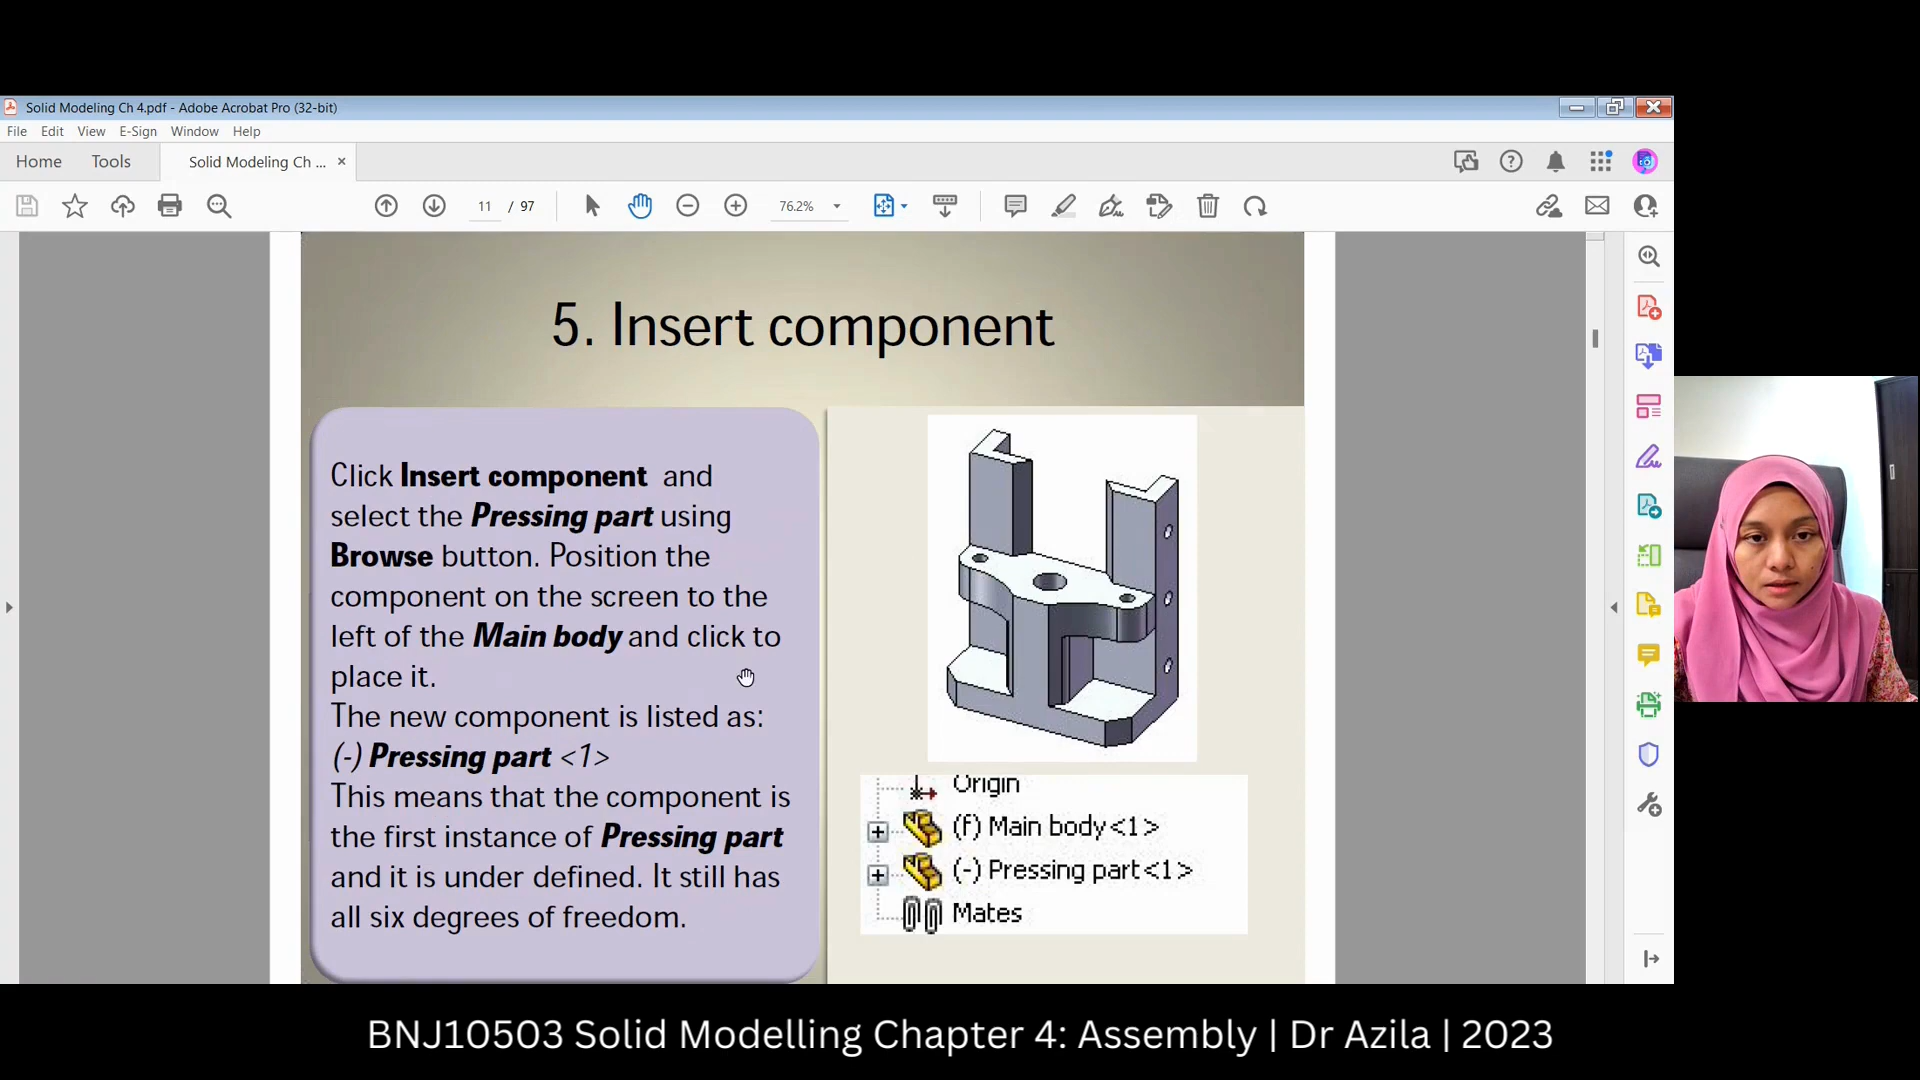 Solid Modeling Ch 4.pdf - Adobe Acrobat Pro (32-bit)
File Edit View E-Sign Window Help
Home Tools Solid Modeling Ch ... ×
11 / 97 76.2%
5. Insert component
Click Insert component and
select the Pressing part using
Browse button. Position the
component on the screen to the
left of the Main body and click to
place it.
The new component is listed as:
(-) Pressing part <1>
This means that the component is
the first instance of Pressing part
and it is under defined. It still has
all six degrees of freedom.
Origin
(f) Main body<1>
(-) Pressing part<1>
Mates
BNJ10503 Solid Modelling Chapter 4: Assembly | Dr Azila | 2023